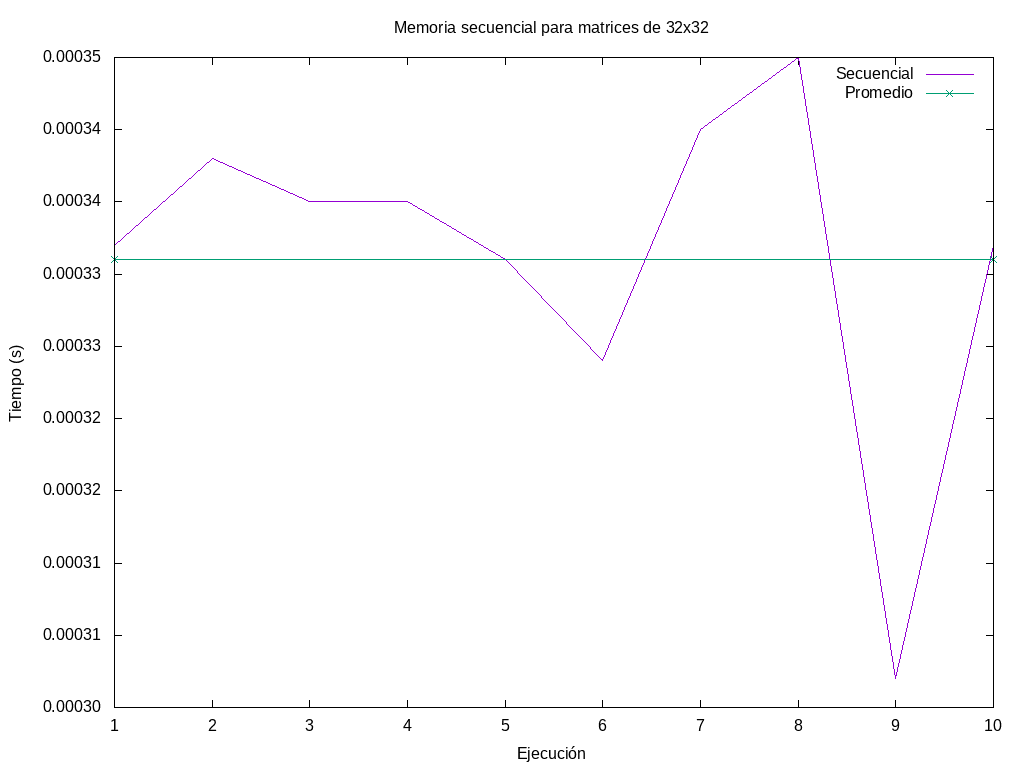 Memoria secuencial para matrices de 32x32
0.00035
0.00034
0.00034
0.00033
0.00033
0.00032
0.00032
0.00031
0.00031
0.00030
Tiempo (s)
Secuencial
Promedio
1 2 3 4 5 6 7 8 9 10
Ejecución